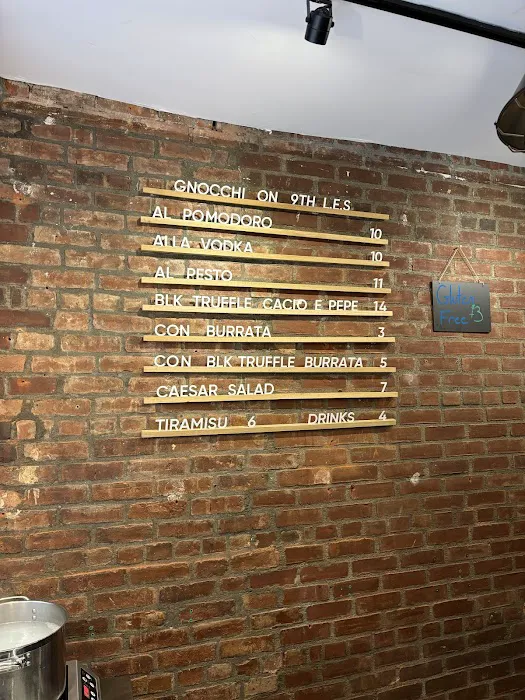 GNOCCHI ON 9TH L.E.S.
AL POMODORO 10
ALLA VODKA 10
AL PESTO 11
BLK TRUFFLE CACIO E PEPE 14
CON BURRATA 3
CON BLK TRUFFLE BURRATA 5
CAESAR SALAD 7
TIRAMISU 6 DRINKS 4
Gluten
Free £3